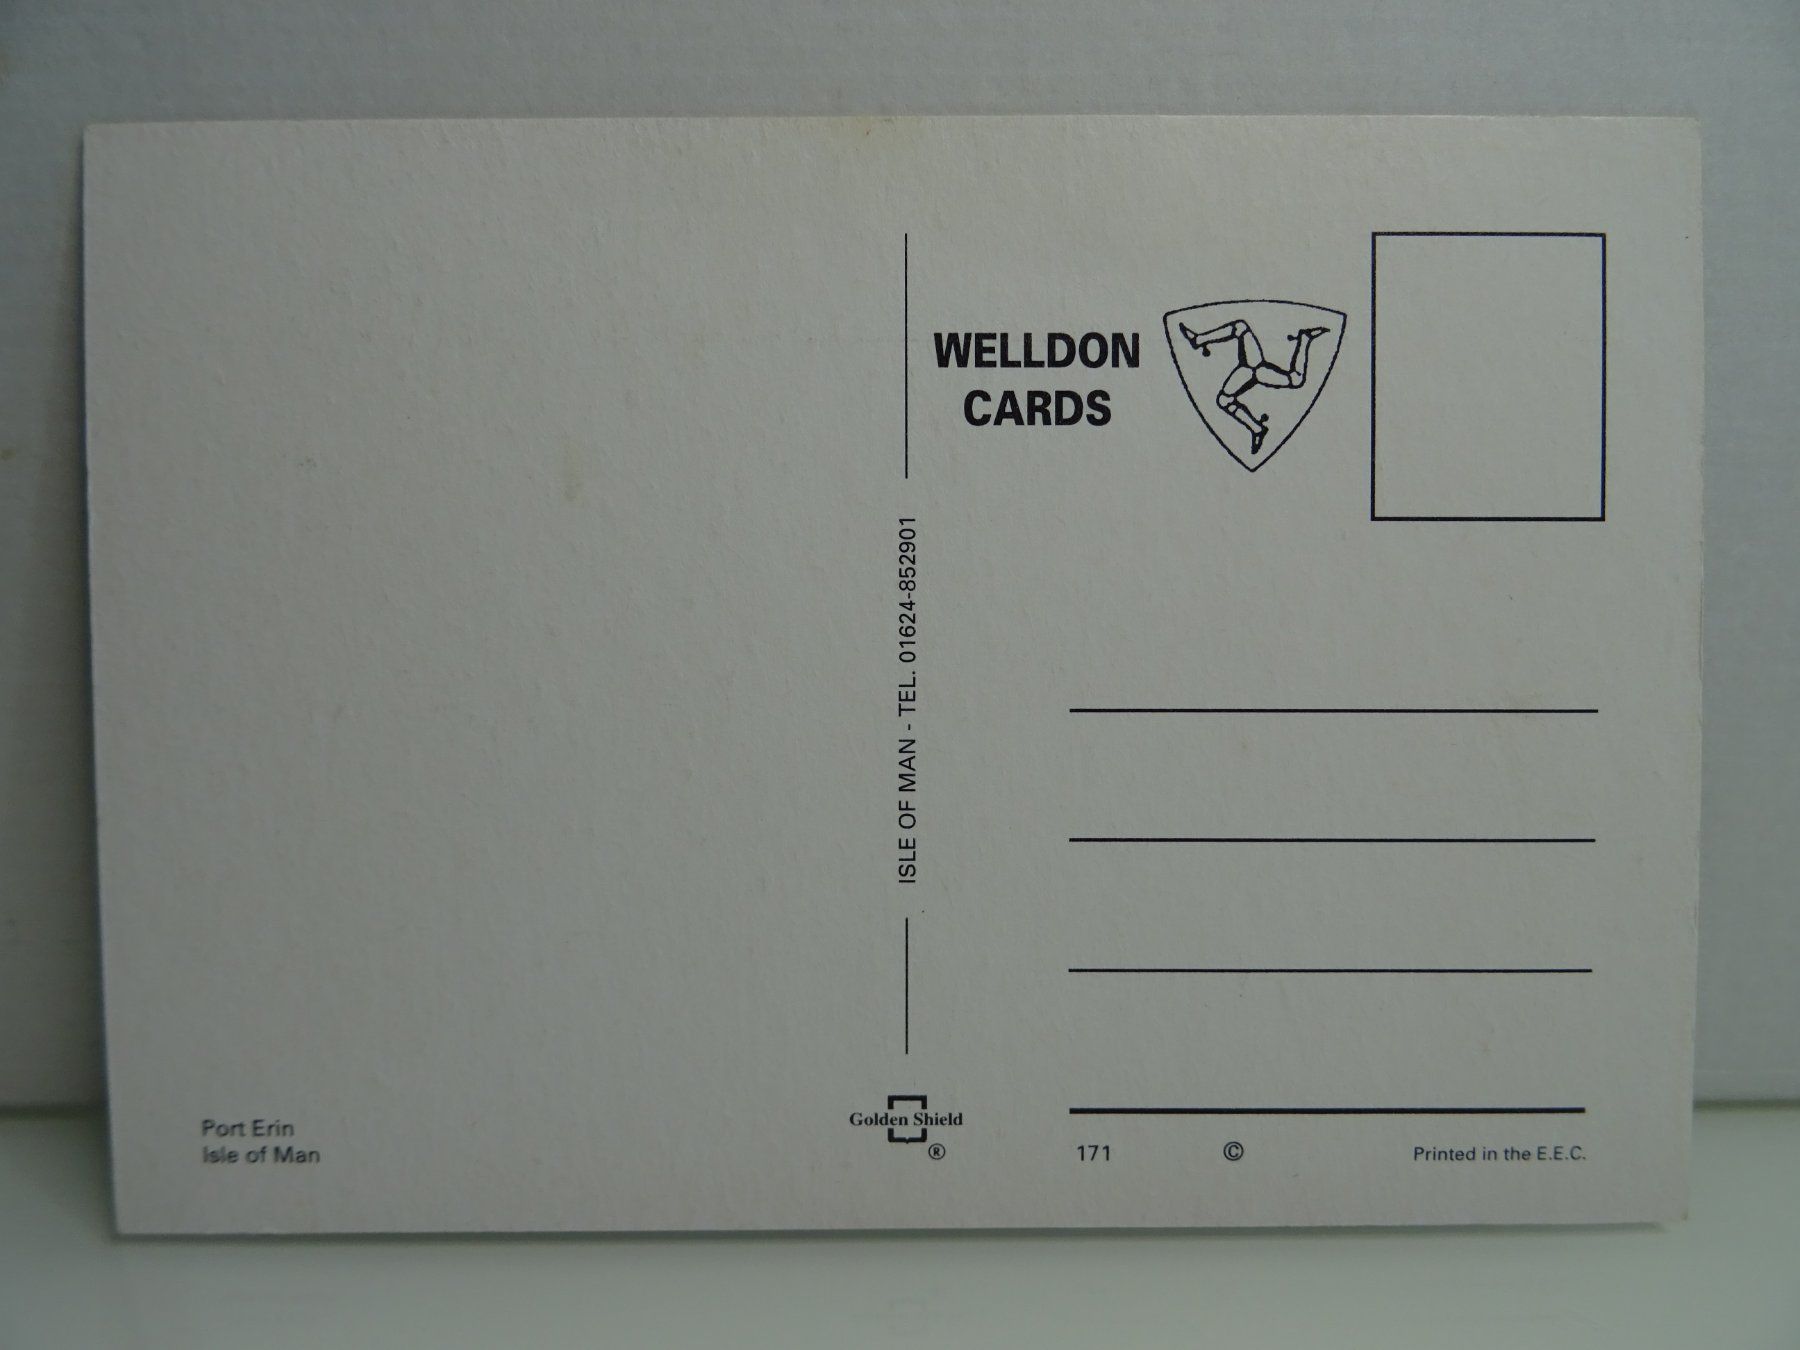 WELLDON
CARDS
ISLE OF MAN - TEL. 01624-852901
Port Erin
Isle of Man
Golden Shield
®
171
©
Printed in the E.E.C.